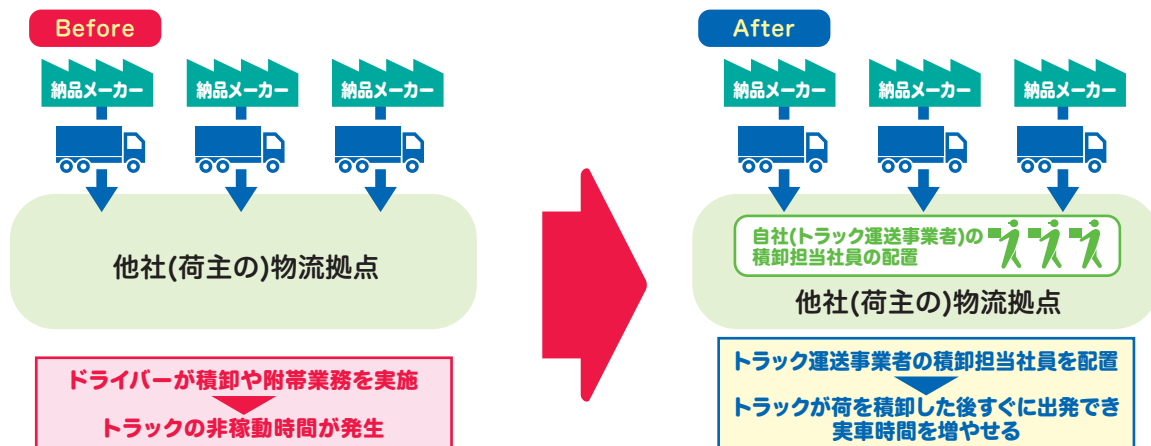 Before
納品メーカー
納品メーカー
納品メーカー
他社(荷主の)物流拠点
ドライバーが積卸や附帯業務を実施
トラックの非稼動時間が発生
After
納品メーカー
納品メーカー
納品メーカー
自社(トラック運送事業者)の
積卸担当社員の配置
他社(荷主の)物流拠点
トラック運送事業者の積卸担当社員を配置
トラックが荷を積卸した後すぐに出発でき
実車時間を増やせる